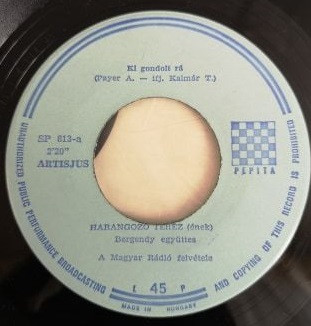 Ki gondolt rá
(Payer A. — ifj. Kalmár T.)
SP 613-a
2'20"
ARTISJUS
PEPITA
HARANGOZÓ TERÉZ (ének)
Bergendy együttes
A Magyar Rádió felvétele
UNAUTHORIZED PUBLIC PERFORMANCE BROADCASTING AND COPYING OF THIS RECORD IS PROHIBITED
45
MADE IN HUNGARY